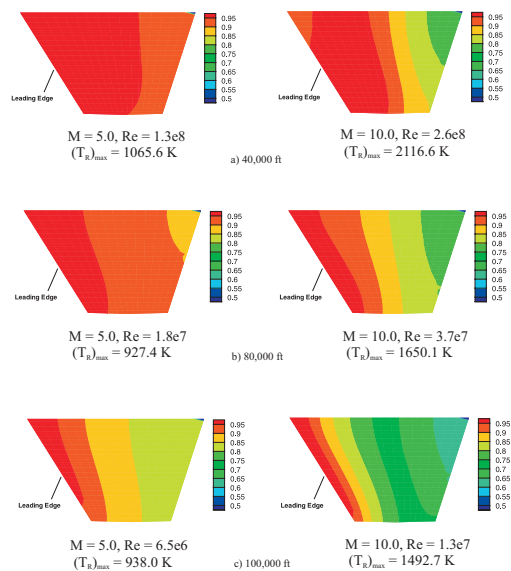 0.95
0.9
0.85
0.8
0.75
0.7
0.65
0.6
0.55
0.5
Leading Edge
M = 5.0, Re = 1.3e8
(T_R)_max = 1065.6 K
0.95
0.9
0.85
0.8
0.75
0.7
0.65
0.6
0.55
0.5
Leading Edge
M = 10.0, Re = 2.6e8
(T_R)_max = 2116.6 K
a) 40,000 ft
0.95
0.9
0.85
0.8
0.75
0.7
0.65
0.6
0.55
0.5
Leading Edge
M = 5.0, Re = 1.8e7
(T_R)_max = 927.4 K
0.95
0.9
0.85
0.8
0.75
0.7
0.65
0.6
0.55
0.5
Leading Edge
M = 10.0, Re = 3.7e7
(T_R)_max = 1650.1 K
b) 80,000 ft
0.95
0.9
0.85
0.8
0.75
0.7
0.65
0.6
0.55
0.5
Leading Edge
M = 5.0, Re = 6.5e6
(T_R)_max = 938.0 K
0.95
0.9
0.85
0.8
0.75
0.7
0.65
0.6
0.55
0.5
Leading Edge
M = 10.0, Re = 1.3e7
(T_R)_max = 1492.7 K
c) 100,000 ft